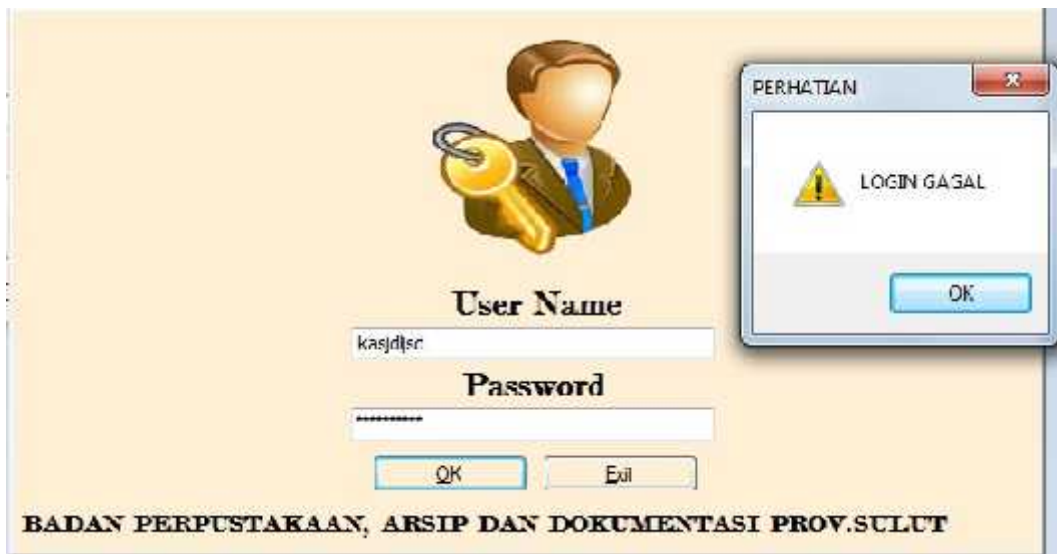 PERHATIAN
LOGIN GAGAL
OK
User Name
kasjdjsc
Password
**********
OK
Exit
BADAN PERPUSTAKAAN, ARSIP DAN DOKUMENTASI PROV.SULUT